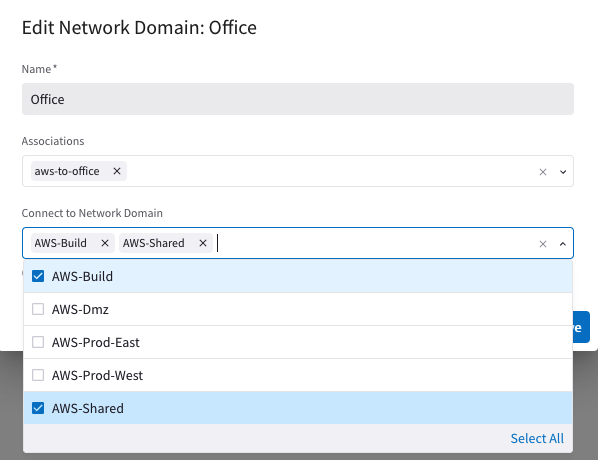 Edit Network Domain: Office
Name*
Office
Associations
aws-to-office
Connect to Network Domain
AWS-Build AWS-Shared
AWS-Build
AWS-Dmz
AWS-Prod-East
AWS-Prod-West
AWS-Shared
Select All